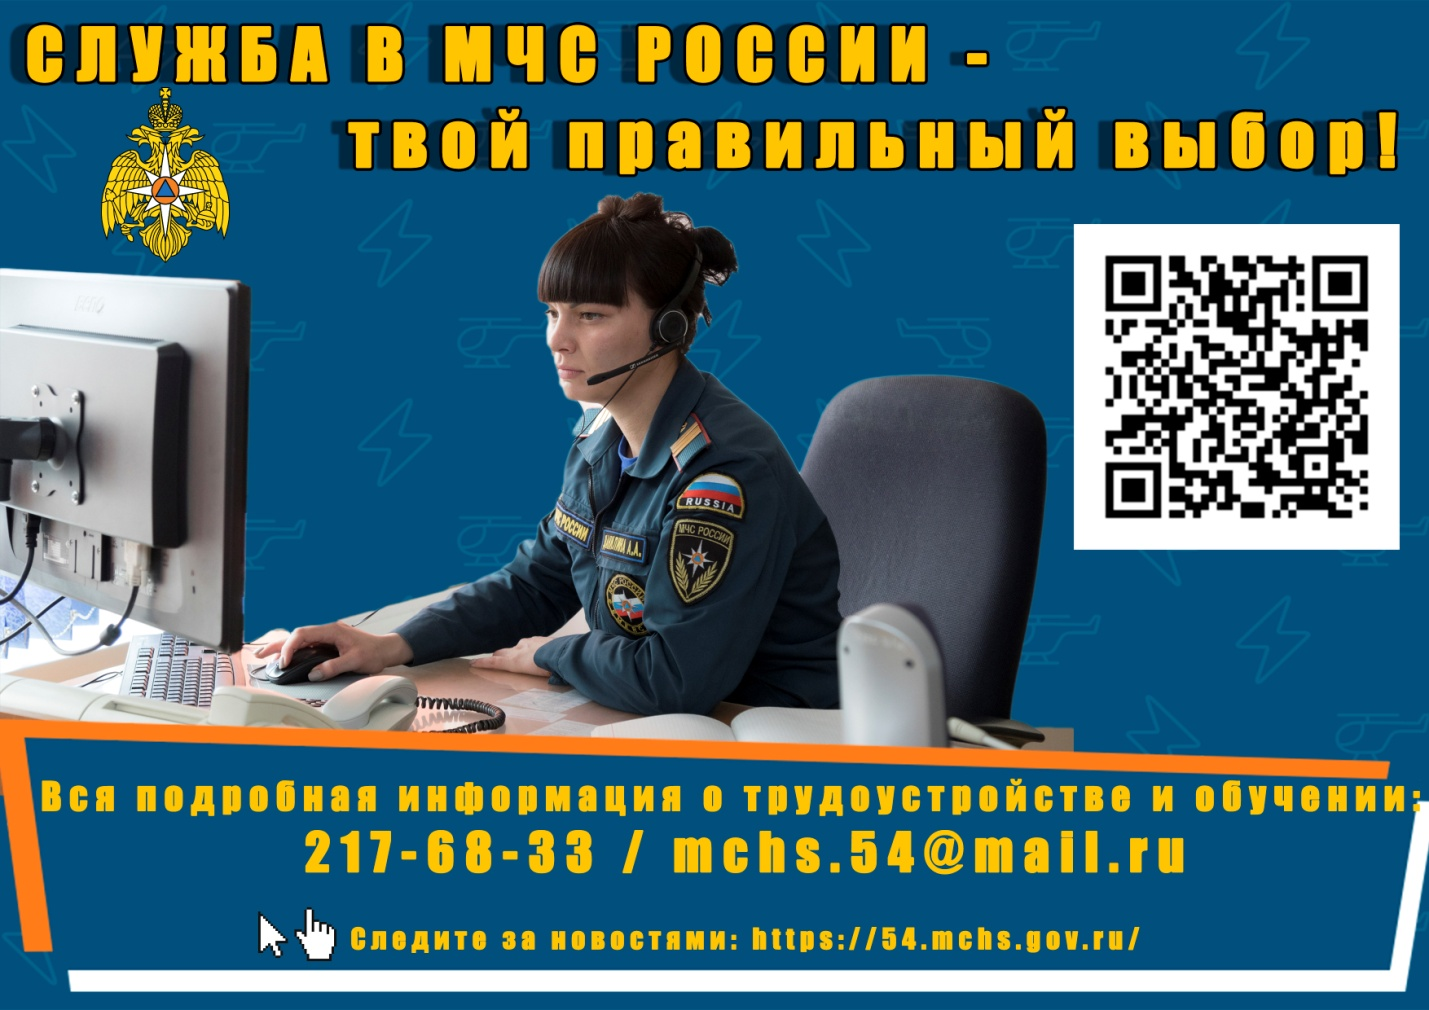 СЛУЖБА В МЧС РОССИИ -
твой правильный выбор!
RUSSIA
МЧС РОССИИ
РОССИИ
А.А.
Вся подробная информация о трудоустройстве и обучении:
217-68-33 / mchs.54@mail.ru
Следите за новостями: https://54.mchs.gov.ru/